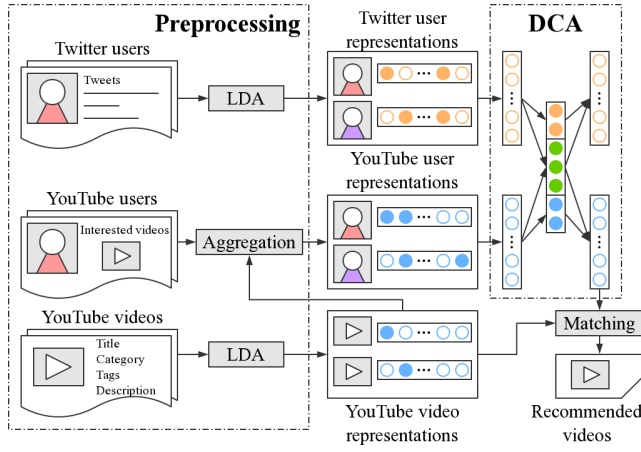 Preprocessing
Twitter users
Tweets
LDA
Twitter user
representations
DCA
YouTube users
Interested videos
Aggregation
YouTube user
representations
YouTube videos
Title
Category
Tags
Description
LDA
YouTube video
representations
Matching
Recommended
videos